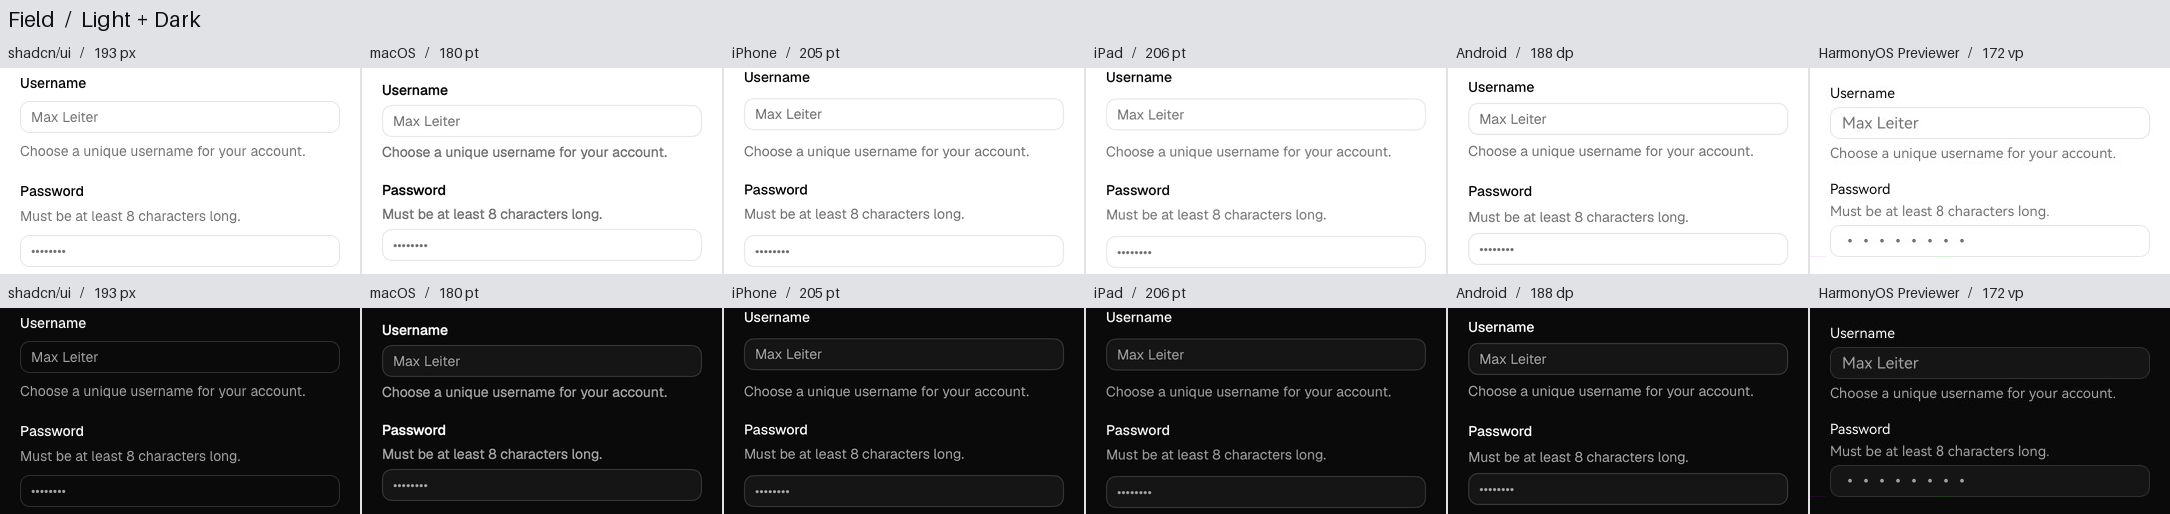 Field / Light + Dark
shadcn/ui / 193 px
Username
Max Leiter
Choose a unique username for your account.
Password
Must be at least 8 characters long.
••••••••
macOS / 180 pt
Username
Max Leiter
Choose a unique username for your account.
Password
Must be at least 8 characters long.
••••••••
iPhone / 205 pt
Username
Max Leiter
Choose a unique username for your account.
Password
Must be at least 8 characters long.
••••••••
iPad / 206 pt
Username
Max Leiter
Choose a unique username for your account.
Password
Must be at least 8 characters long.
••••••••
Android / 188 dp
Username
Max Leiter
Choose a unique username for your account.
Password
Must be at least 8 characters long.
••••••••
HarmonyOS Previewer / 172 vp
Username
Max Leiter
Choose a unique username for your account.
Password
Must be at least 8 characters long.
• • • • • • • •
shadcn/ui / 193 px
Username
Max Leiter
Choose a unique username for your account.
Password
Must be at least 8 characters long.
••••••••
macOS / 180 pt
Username
Max Leiter
Choose a unique username for your account.
Password
Must be at least 8 characters long.
••••••••
iPhone / 205 pt
Username
Max Leiter
Choose a unique username for your account.
Password
Must be at least 8 characters long.
••••••••
iPad / 206 pt
Username
Max Leiter
Choose a unique username for your account.
Password
Must be at least 8 characters long.
••••••••
Android / 188 dp
Username
Max Leiter
Choose a unique username for your account.
Password
Must be at least 8 characters long.
••••••••
HarmonyOS Previewer / 172 vp
Username
Max Leiter
Choose a unique username for your account.
Password
Must be at least 8 characters long.
• • • • • • • •